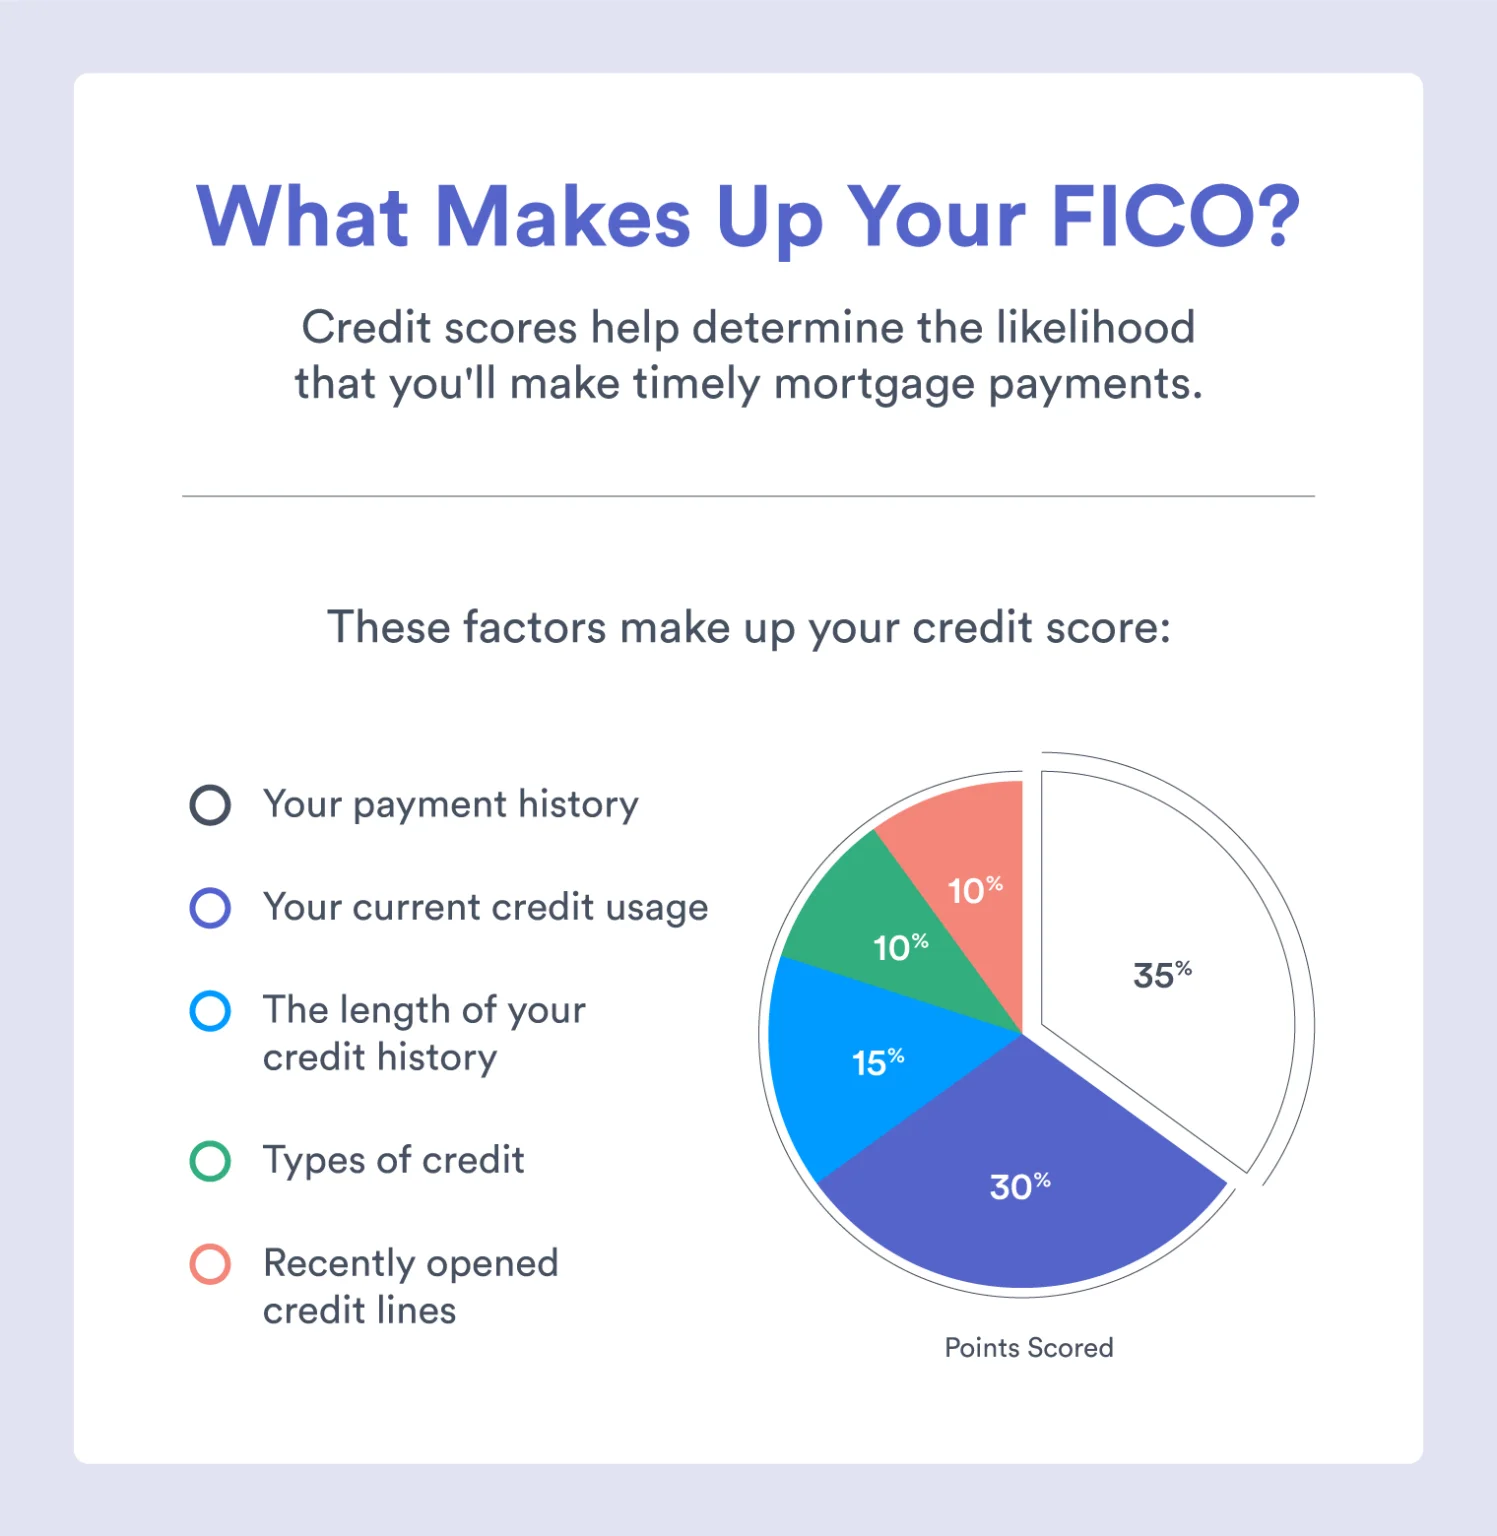 What Makes Up Your FICO?
Credit scores help determine the likelihood
that you'll make timely mortgage payments.
These factors make up your credit score:
Your payment history
Your current credit usage
The length of your
credit history
Types of credit
Recently opened
credit lines
10%
10%
35%
15%
30%
Points Scored